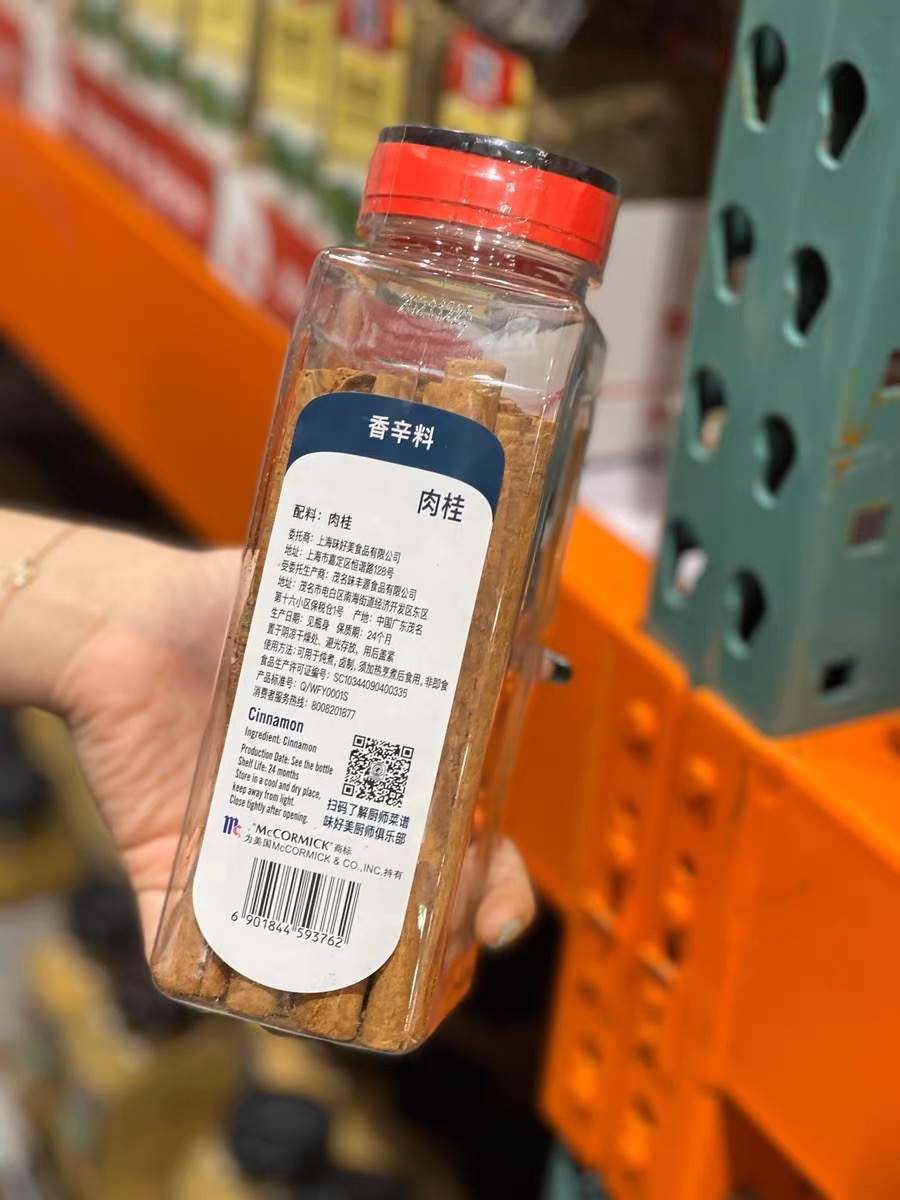 香辛料
肉桂
配料：肉桂
委托商：上海味好美食品有限公司
地址：上海市嘉定区恒谐路128号
受委托生产商：茂名味丰源食品有限公司
地址：茂名市电白区南海街道经济开发区东区
第十六小区保税仓1号 产地：中国广东茂名
生产日期：见瓶身 保质期：24个月
置于阴凉干燥处、避光存放，用后盖紧
使用方法：可用于炖煮，卤制，须加热烹煮后食用，非即食
食品生产许可证编号：SC10344090400335
产品标准号：Q/WFY0001S
消费者服务热线：8008201877
Cinnamon
Ingredient: Cinnamon
Production Date: See the bottle
Shelf Life: 24 months
Store in a cool and dry place,
keep away from light.
Close tightly after opening.
扫码了解厨师菜谱
味好美厨师俱乐部
Mc "McCORMICK"商标
为美国McCORMICK & CO.,INC.持有
6 901844 593762